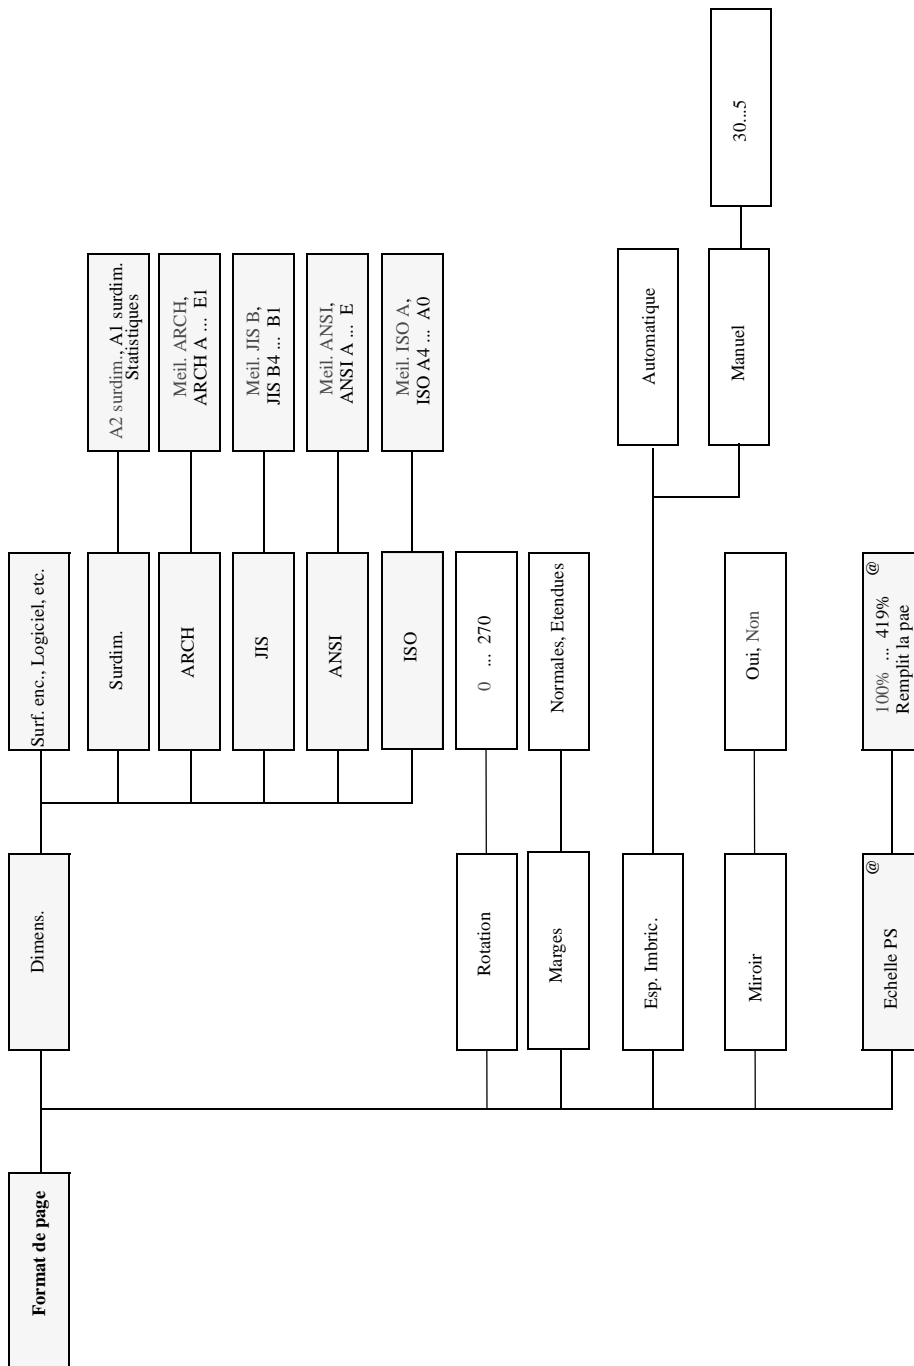 Format de page
Dimens.
Surf. enc., Logiciel, etc.
Surdim.
A2 surdim., A1 surdim.
Statistiques
ARCH
Meil. ARCH,
ARCH A ... E1
JIS
Meil. JIS B,
JIS B4 ... B1
ANSI
Meil. ANSI,
ANSI A ... E
ISO
Meil. ISO A,
ISO A4 ... A0
Rotation
0 ... 270
Marges
Normales, Etendues
Esp. Imbric.
Automatique
Manuel
30...5
Miroir
Oui, Non
Echelle PS
@
100% ... 419%
Remplit la pae
@